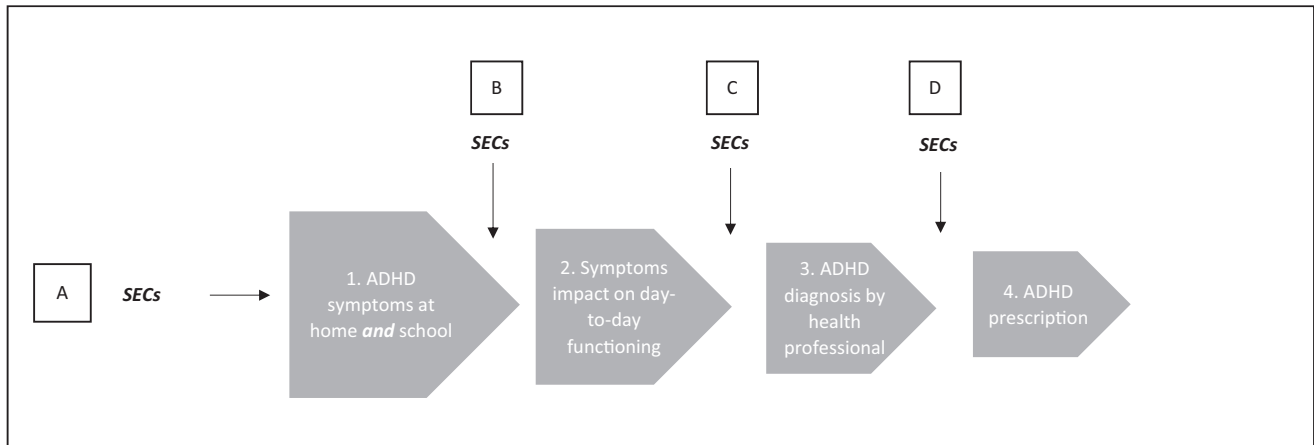 B
C
D
SECs
SECs
SECs
A
SECs
1. ADHD
symptoms at
home and school
2. Symptoms
impact on day-
to-day
functioning
3. ADHD
diagnosis by
health
professional
4. ADHD
prescription